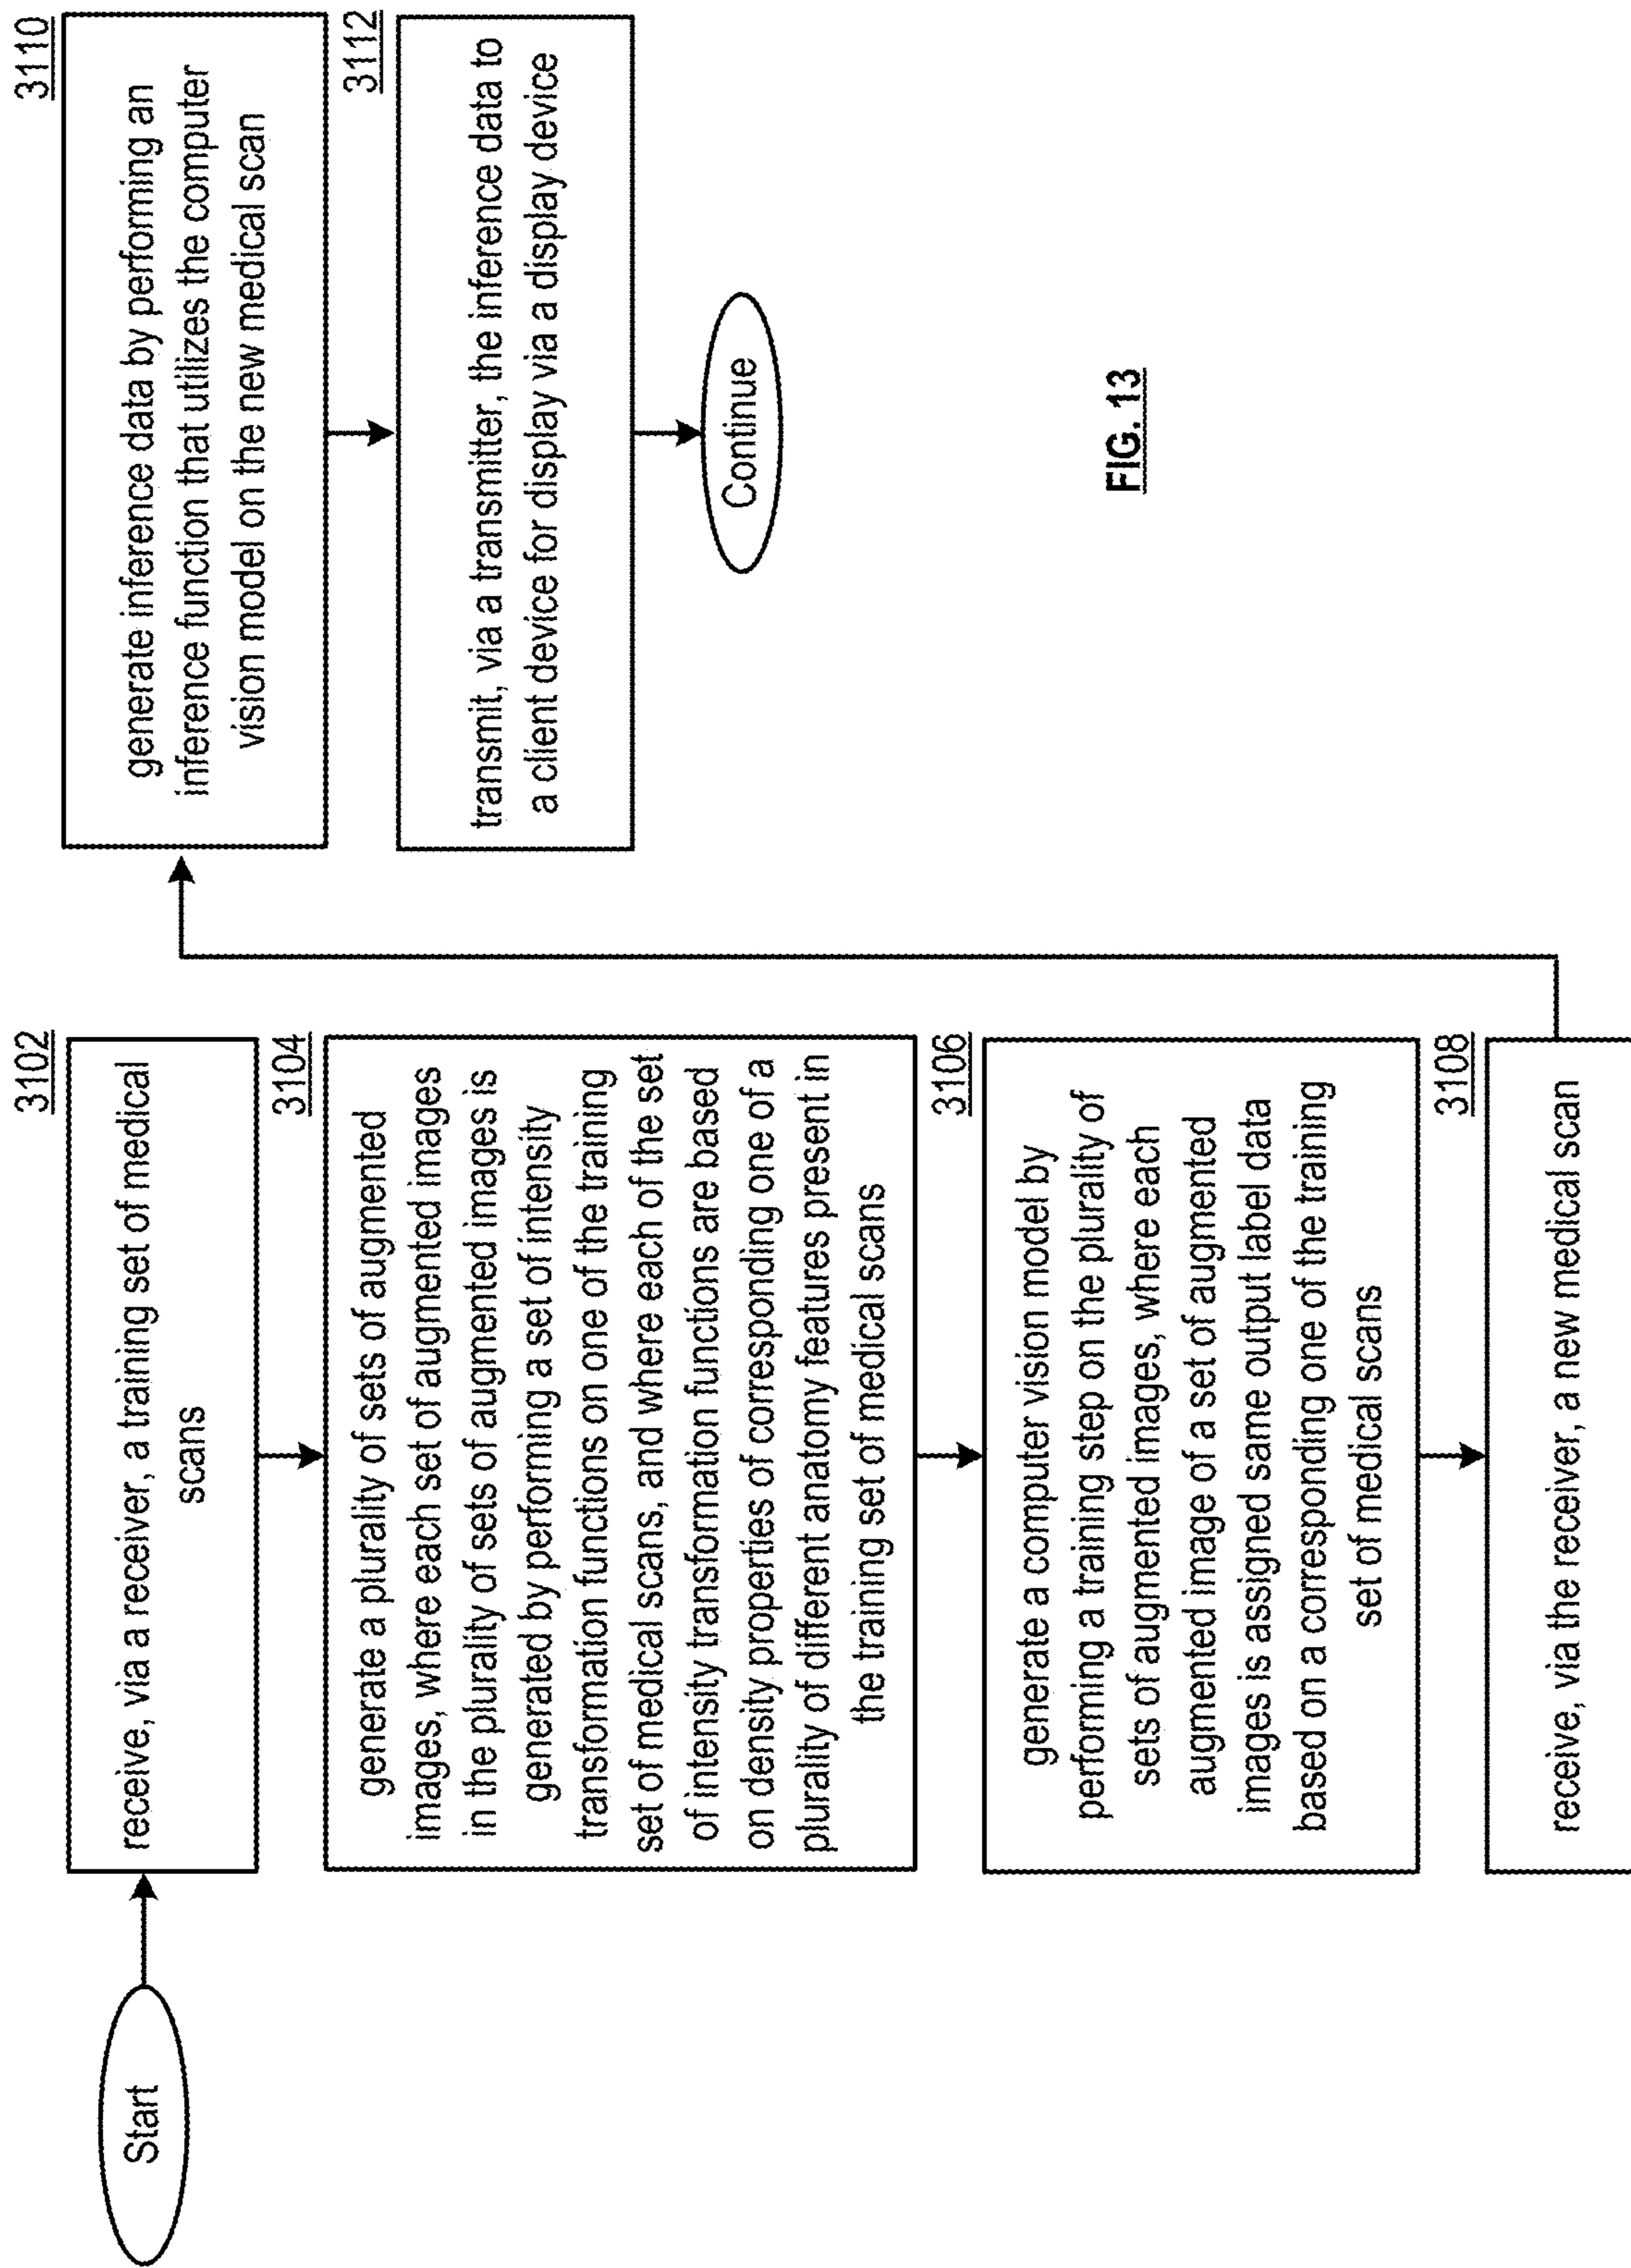 Start
3102
receive, via a receiver, a training set of medical
scans
3104
generate a plurality of sets of augmented
images, where each set of augmented images
in the plurality of sets of augmented images is
generated by performing a set of intensity
transformation functions on one of the training
set of medical scans, and where each of the set
of intensity transformation functions are based
on density properties of corresponding one of a
plurality of different anatomy features present in
the training set of medical scans
3106
generate a computer vision model by
performing a training step on the plurality of
sets of augmented images, where each
augmented image of a set of augmented
images is assigned same output label data
based on a corresponding one of the training
set of medical scans
3108
receive, via the receiver, a new medical scan
3110
generate inference data by performing an
inference function that utilizes the computer
vision model on the new medical scan
3112
transmit, via a transmitter, the inference data to
a client device for display via a display device
Continue
FIG. 13